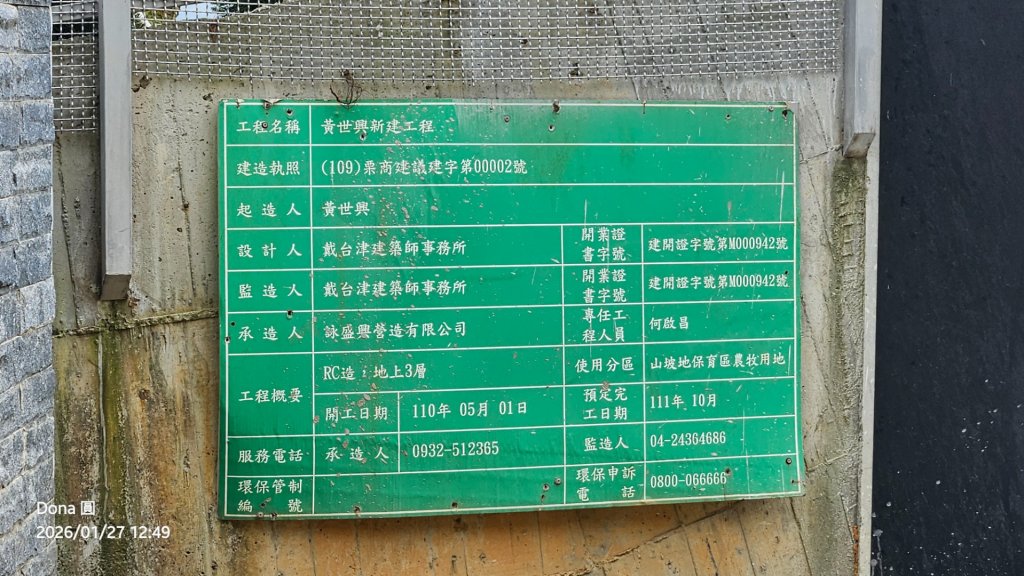 工程名稱 黃世興新建工程
建造執照 (109)栗商建議建字第00002號
起造人 黃世興
設計人 戴台津建築師事務所 開業證書字號 建開證字號第M000942號
監造人 戴台津建築師事務所 開業證書字號 建開證字號第M000942號
承造人 詠盛興營造有限公司 專任工程人員 何啟昌
工程概要 RC造：地上3層 使用分區 山坡地保育區農牧用地
開工日期 110年 05月 01日 預定完工日期 111年 10月
服務電話 承造人 0932-512365 監造人 04-24364686
環保管制編號 環保申訴電話 0800-066666
Dona 圓
2026/01/27 12:49